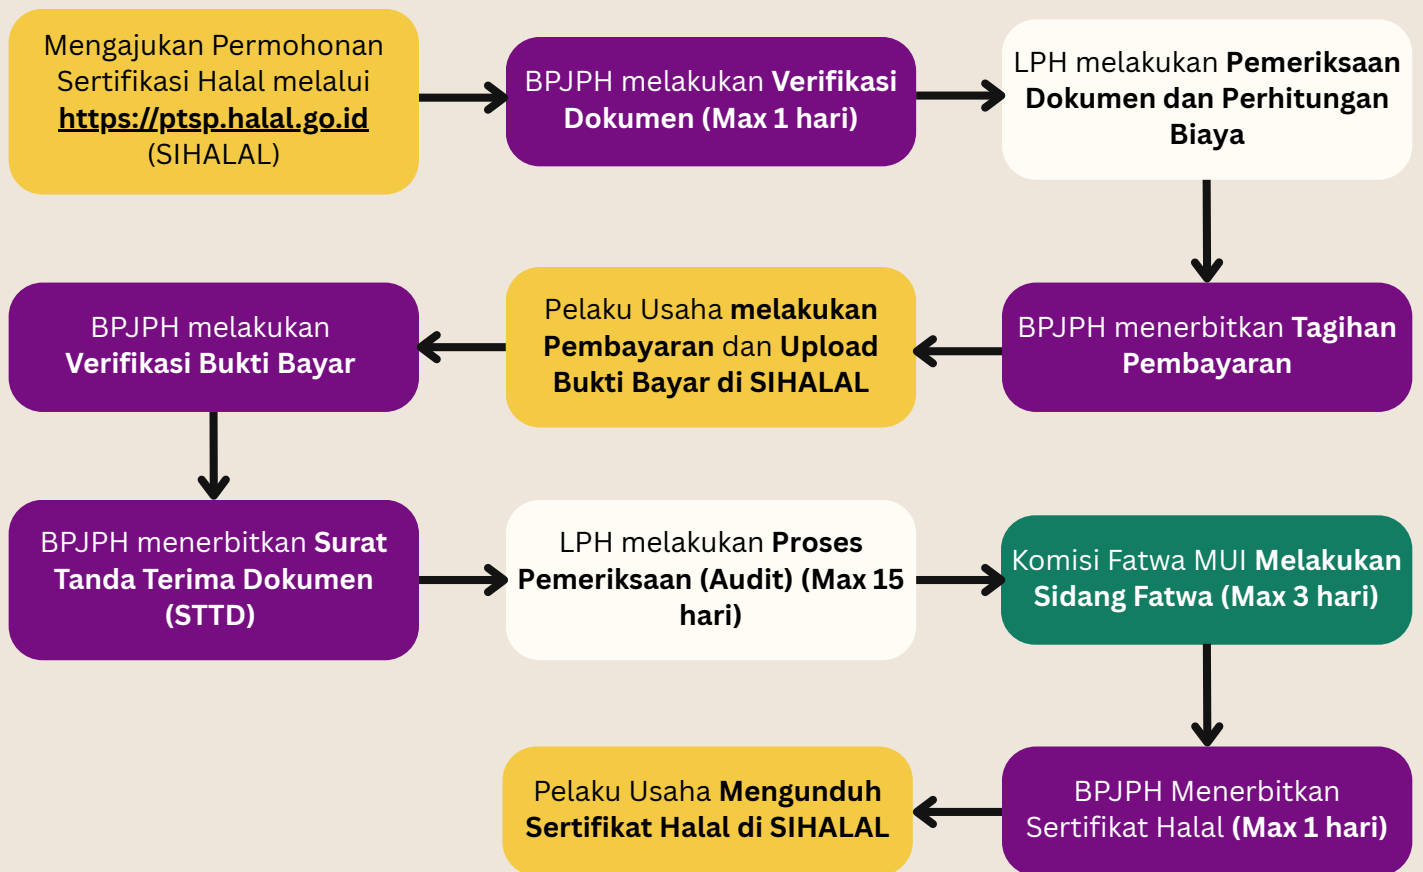 Mengajukan Permohonan
Sertifikasi Halal melalui
https://ptsp.halal.go.id
(SIHALAL)
BPJPH melakukan Verifikasi
Dokumen (Max 1 hari)
LPH melakukan Pemeriksaan
Dokumen dan Perhitungan
Biaya
BPJPH menerbitkan Tagihan
Pembayaran
Pelaku Usaha melakukan
Pembayaran dan Upload
Bukti Bayar di SIHALAL
BPJPH melakukan
Verifikasi Bukti Bayar
BPJPH menerbitkan Surat
Tanda Terima Dokumen
(STTD)
LPH melakukan Proses
Pemeriksaan (Audit) (Max 15
hari)
Komisi Fatwa MUI Melakukan
Sidang Fatwa (Max 3 hari)
BPJPH Menerbitkan
Sertifikat Halal (Max 1 hari)
Pelaku Usaha Mengunduh
Sertifikat Halal di SIHALAL